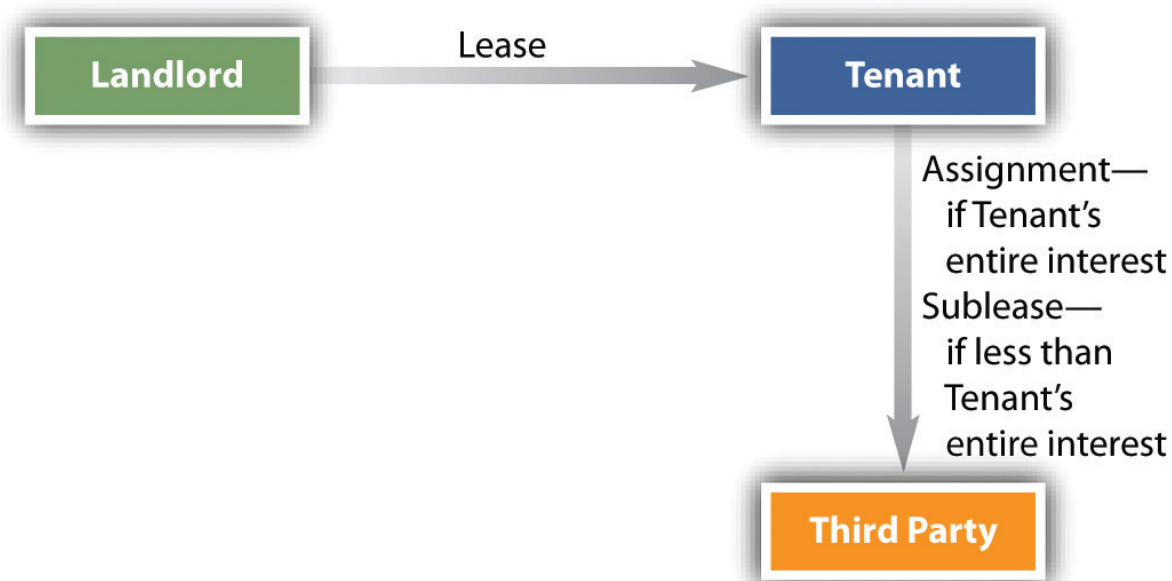 Landlord
Lease
Tenant
Assignment—
if Tenant’s
entire interest
Sublease—
if less than
Tenant’s
entire interest
Third Party